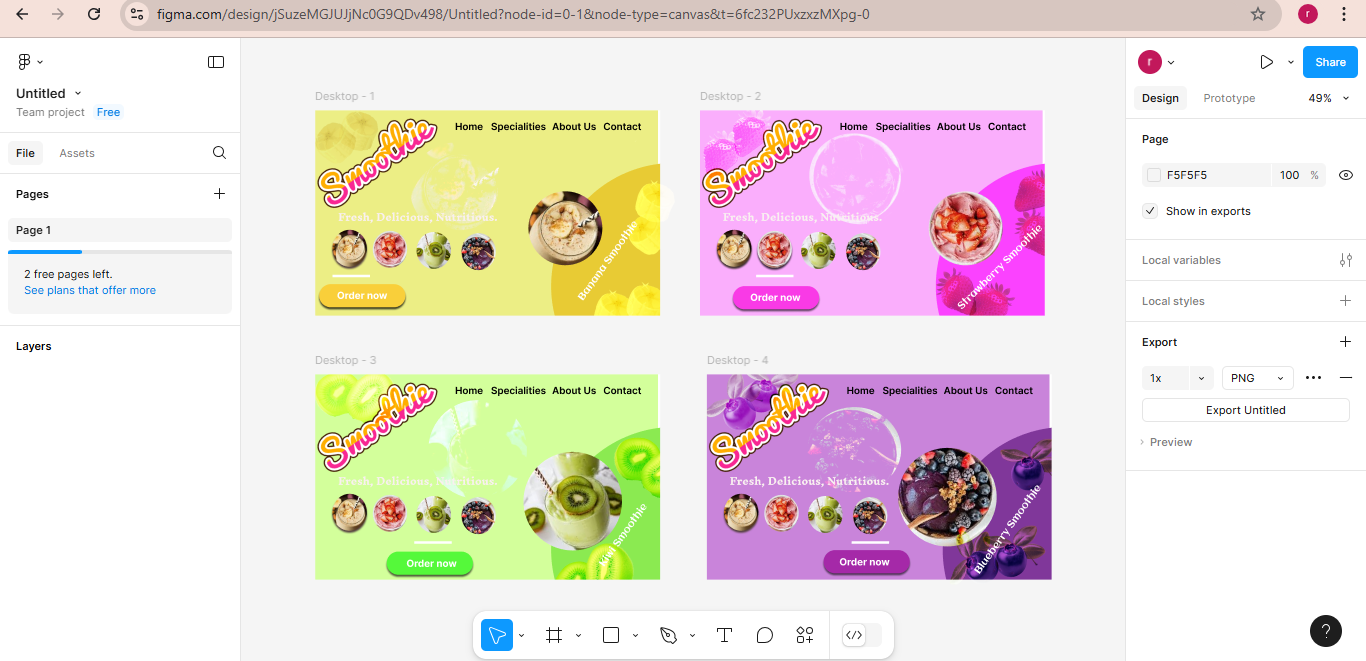 figma.com/design/jSuzeMGJUJjNc0G9QDv498/Untitled?node-id=0-1&node-type=canvas&t=6fc232PUxzxzMXpg-0
r
Untitled
Team project Free
File Assets
Pages
Page 1
2 free pages left.
See plans that offer more
Layers
Desktop - 1
Smoothie
Home Specialities About Us Contact
Fresh, Delicious, Nutritious.
Order now
Banana Smoothie
Desktop - 2
Smoothie
Home Specialities About Us Contact
Fresh, Delicious, Nutritious.
Order now
Strawberry Smoothie
Desktop - 3
Smoothie
Home Specialities About Us Contact
Fresh, Delicious, Nutritious.
Order now
Kiwi Smoothie
Desktop - 4
Smoothie
Home Specialities About Us Contact
Fresh, Delicious, Nutritious.
Order now
Blueberry Smoothie
r
Share
Design Prototype 49%
Page
F5F5F5 100 %
Show in exports
Local variables
Local styles
Export
1x PNG
Export Untitled
Preview
?